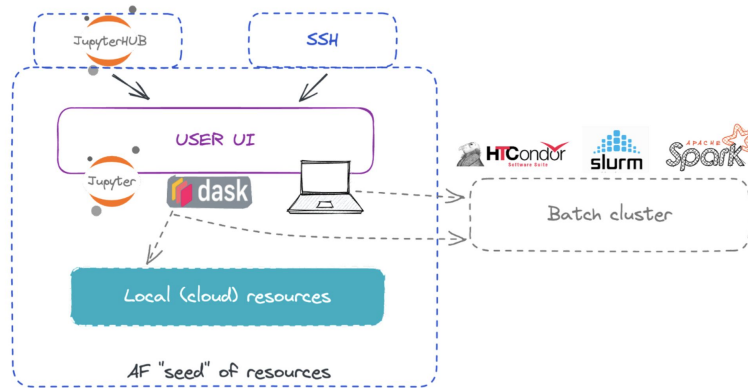 JupyterHUB
SSH
USER UI
Jupyter
dask
HTCondor
Software Suite
slurm
APACHE
Spark
Batch cluster
Local (cloud) resources
AF "seed" of resources